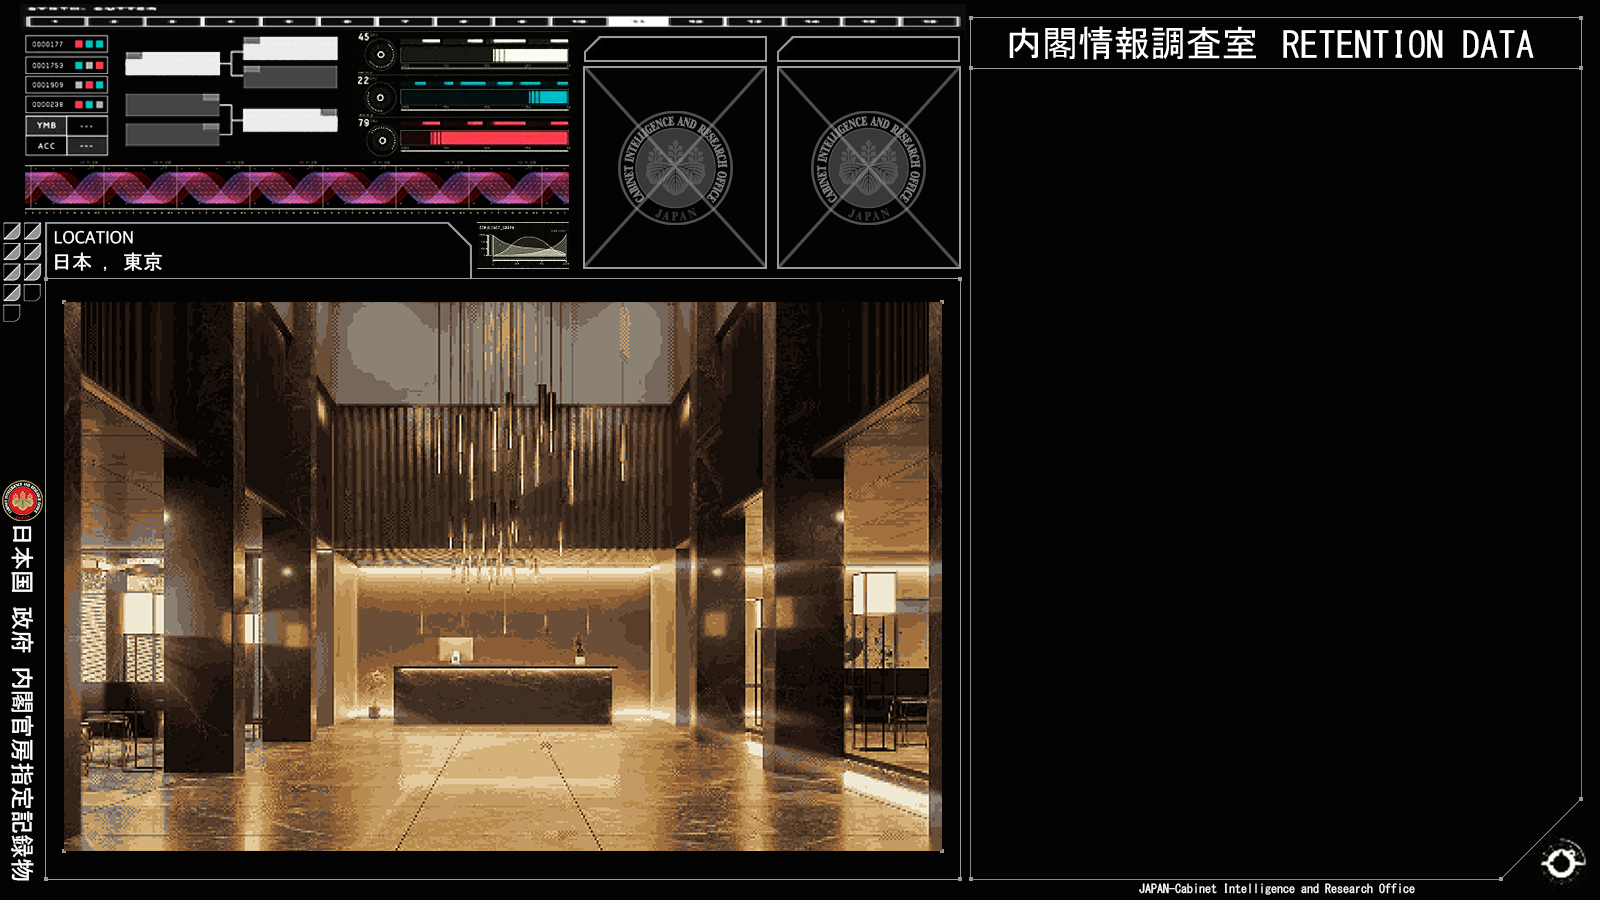 0000177
0001753
0001909
0000238
YMB ---
ACC ---
45
22
79
CABINET INTELLIGENCE AND RESEARCH OFFICE
JAPAN
CABINET INTELLIGENCE AND RESEARCH OFFICE
JAPAN
内閣情報調査室 RETENTION DATA
LOCATION
日本 , 東京
日本国 政府 内閣官房指定記録物
JAPAN-Cabinet Intelligence and Research Office